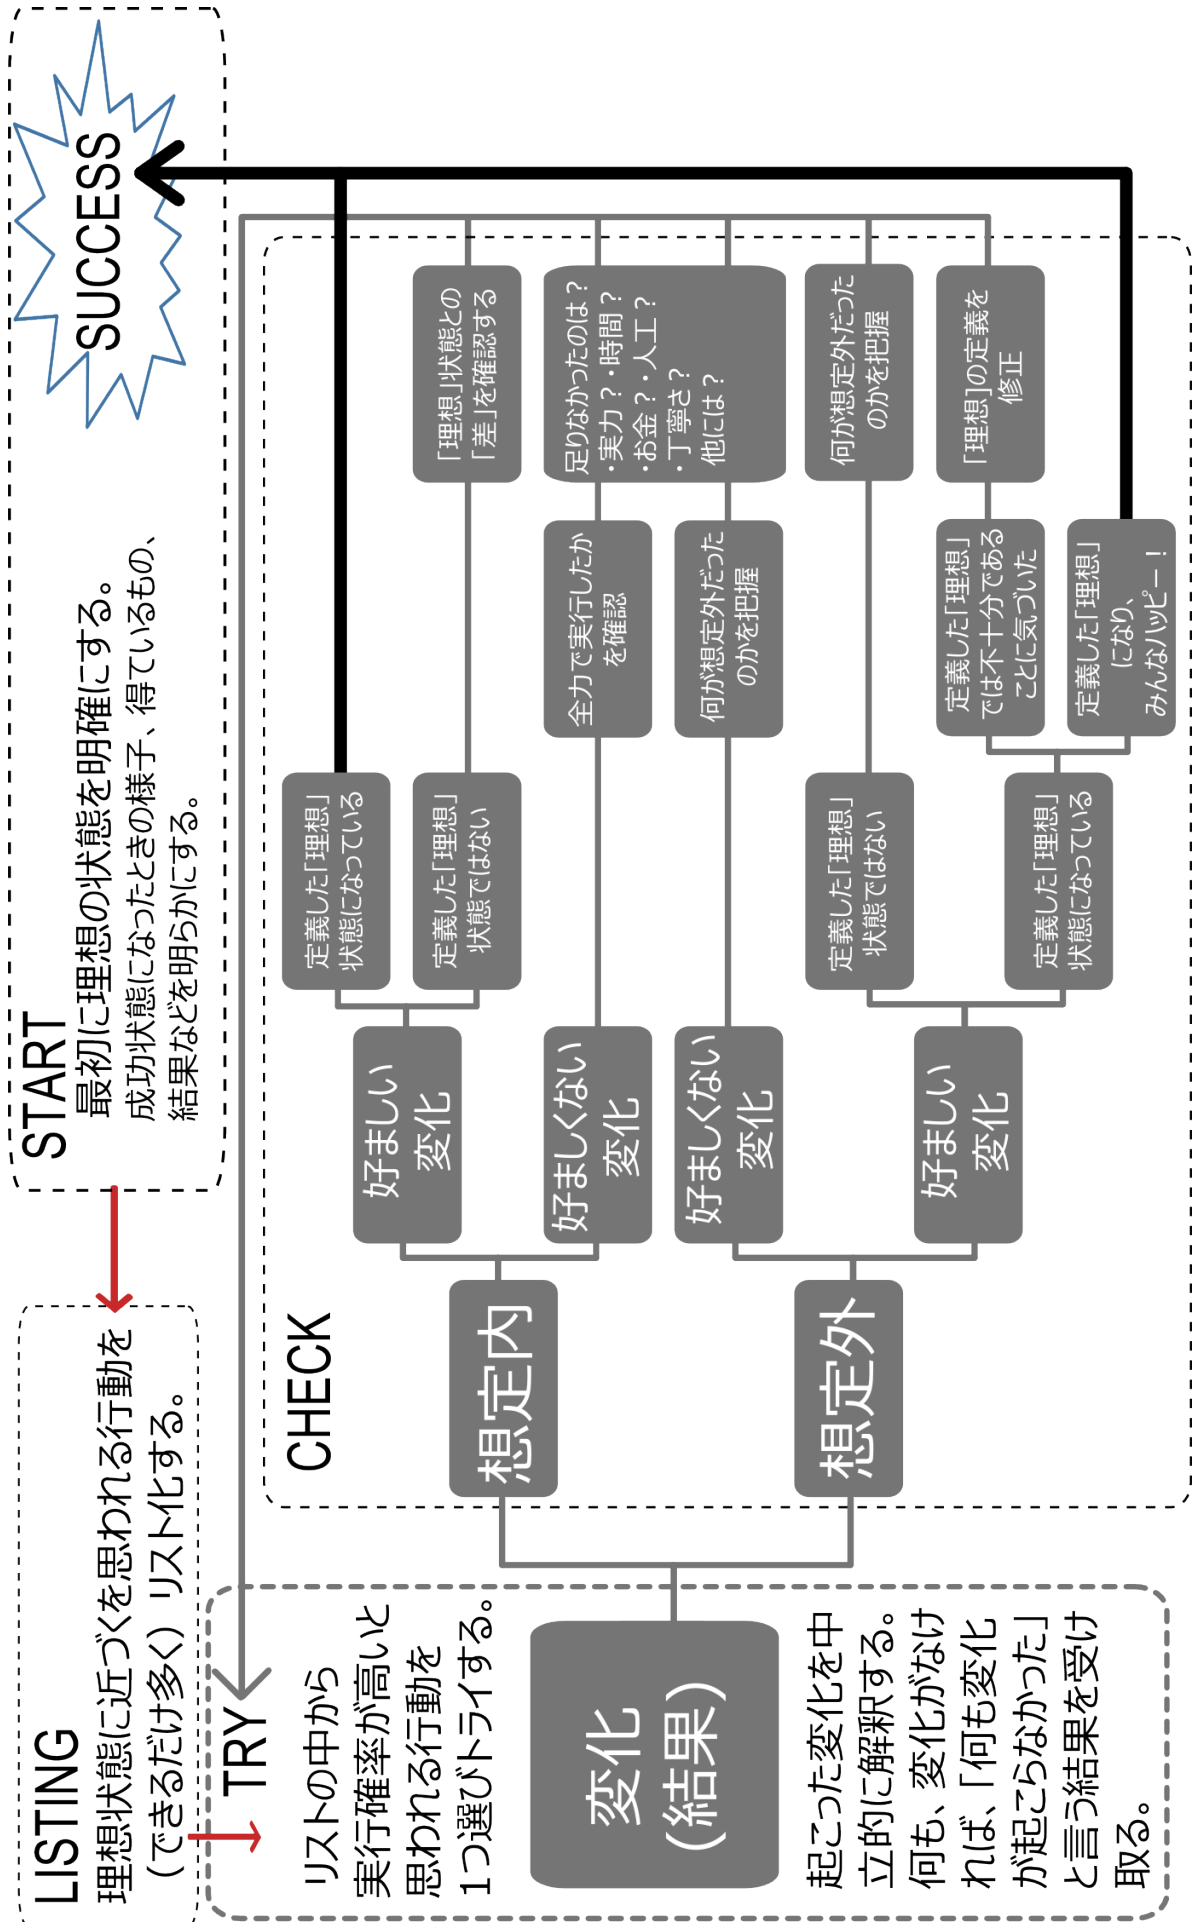 START
最初に理想の状態を明確にする。
成功状態になったときの様子、得ているもの、
結果などを明らかにする。
SUCCESS
LISTING
理想状態に近づくを思われる行動を
（できるだけ多く）リスト化する。
TRY
リストの中から
実行確率が高いと
思われる行動を
1つ選びトライする。
変化
（結果）
起こった変化を中
立的に解釈する。
何も、変化がなけ
れば、「何も変化
が起こらなかった」
と言う結果を受け
取る。
CHECK
想定内
好ましい
変化
定義した「理想」
状態になっている
定義した「理想」
状態ではない
「理想」状態との
「差」を確認する
好ましくない
変化
全力で実行したか
を確認
足りなかったのは？
・実力？・時間？
・お金？・人工？
・丁寧さ？
他には？
想定外
好ましくない
変化
何が想定外だった
のかを把握
好ましい
変化
定義した「理想」
状態ではない
何が想定外だった
のかを把握
定義した「理想」
状態になっている
定義した「理想」
では不十分である
ことに気づいた
「理想]の定義を
修正
定義した「理想」
になり、
みんなハッピー！